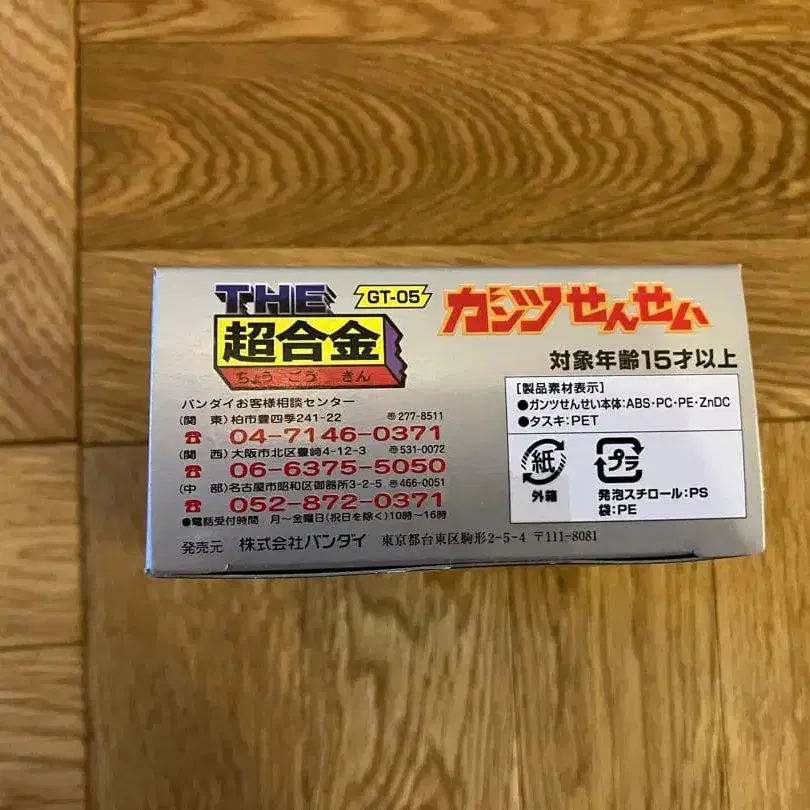 THE
GT-05
超合金
ちょう ごう きん
ガンツせんせい
対象年齢15才以上
バンダイお客様相談センター
(関 東)柏市豊四季241-22 〠277-8511
☎ 04-7146-0371
(関 西)大阪市北区豊崎4-12-3 〠531-0072
☎ 06-6375-5050
(中 部)名古屋市昭和区御器所3-2-5 〠466-0051
☎ 052-872-0371
●電話受付時間 月〜金曜日(祝日を除く)10時〜16時
発売元 株式会社バンダイ 東京都台東区駒形2-5-4 〒111-8081
[製品素材表示]
●ガンツせんせい本体:ABS・PC・PE・ZnDC
●タスキ:PET
紙
外箱
プラ
発泡スチロール:PS
袋:PE